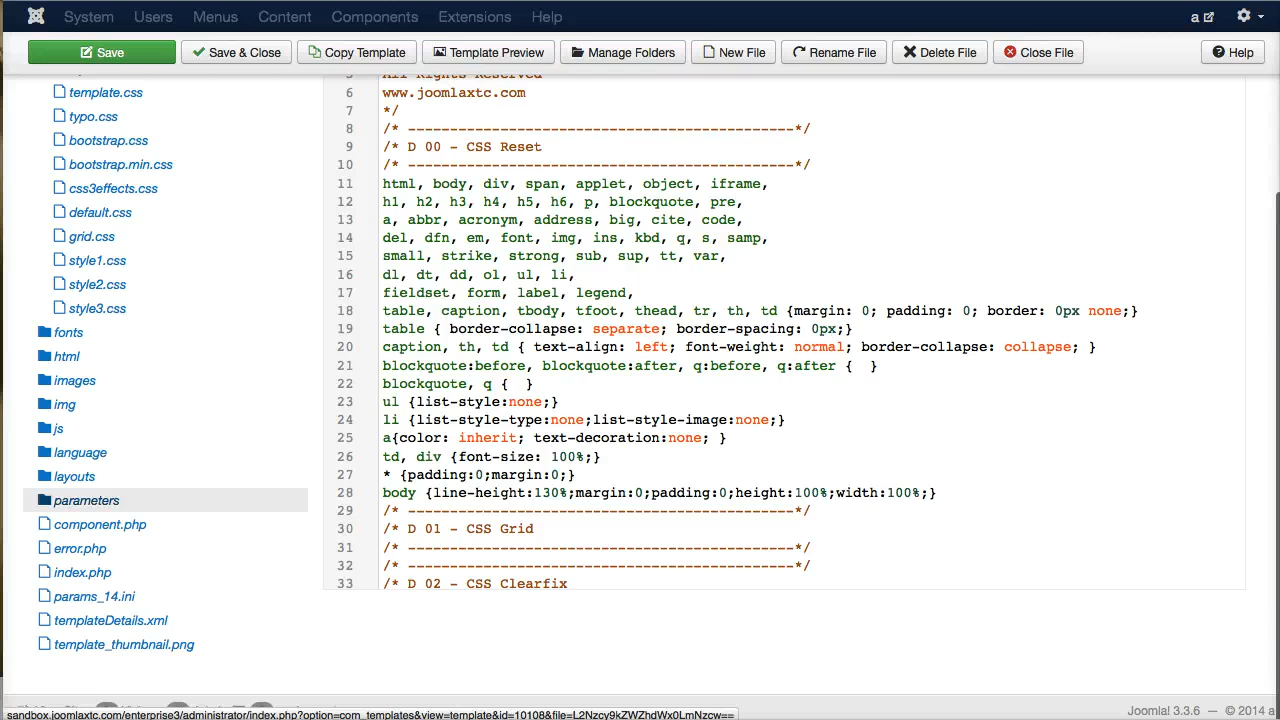 System Users Menus Content Components Extensions Help a
Save Save & Close Copy Template Template Preview Manage Folders New File Rename File Delete File Close File Help
template.css
typo.css
bootstrap.css
bootstrap.min.css
css3effects.css
default.css
grid.css
style1.css
style2.css
style3.css
fonts
html
images
img
js
language
layouts
parameters
component.php
error.php
index.php
params_14.ini
templateDetails.xml
template_thumbnail.png
5 All Rights Reserved
6 www.joomlaxtc.com
7 */
8 /* ----------------------------------------------*/
9 /* D 00 - CSS Reset
10 /* ----------------------------------------------*/
11 html, body, div, span, applet, object, iframe,
12 h1, h2, h3, h4, h5, h6, p, blockquote, pre,
13 a, abbr, acronym, address, big, cite, code,
14 del, dfn, em, font, img, ins, kbd, q, s, samp,
15 small, strike, strong, sub, sup, tt, var,
16 dl, dt, dd, ol, ul, li,
17 fieldset, form, label, legend,
18 table, caption, tbody, tfoot, thead, tr, th, td {margin: 0; padding: 0; border: 0px none;}
19 table { border-collapse: separate; border-spacing: 0px;}
20 caption, th, td { text-align: left; font-weight: normal; border-collapse: collapse; }
21 blockquote:before, blockquote:after, q:before, q:after {  }
22 blockquote, q {  }
23 ul {list-style:none;}
24 li {list-style-type:none;list-style-image:none;}
25 a{color: inherit; text-decoration:none; }
26 td, div {font-size: 100%;}
27 * {padding:0;margin:0;}
28 body {line-height:130%;margin:0;padding:0;height:100%;width:100%;}
29 /* ----------------------------------------------*/
30 /* D 01 - CSS Grid
31 /* ----------------------------------------------*/
32 /* ----------------------------------------------*/
33 /* D 02 - CSS Clearfix
sandbox.joomlaxtc.com/enterprise3/administrator/index.php?option=com_templates&view=template&id=10108&file=L2Nzcy9kZWZhdWx0LmNzcw==
Joomla! 3.3.6 — © 2014 a